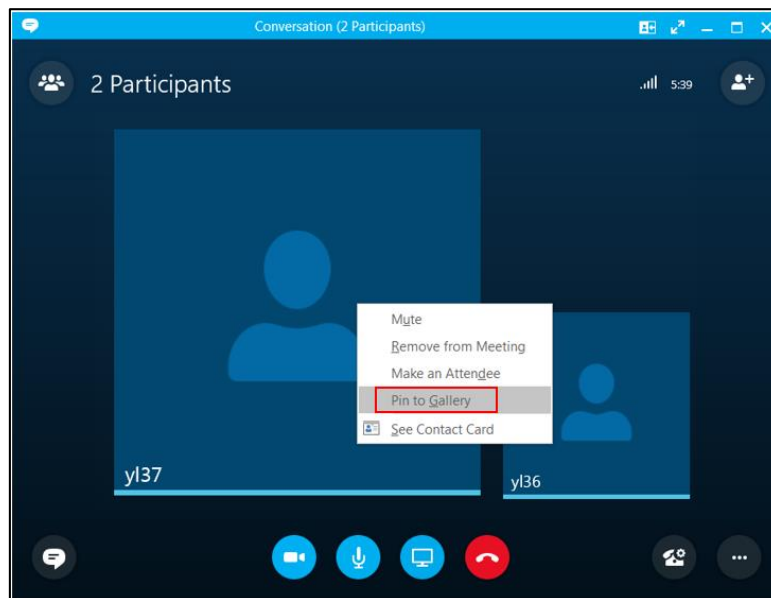 Conversation (2 Participants)
2 Participants
5:39
Mute
Remove from Meeting
Make an Attendee
Pin to Gallery
See Contact Card
yl37
yl36